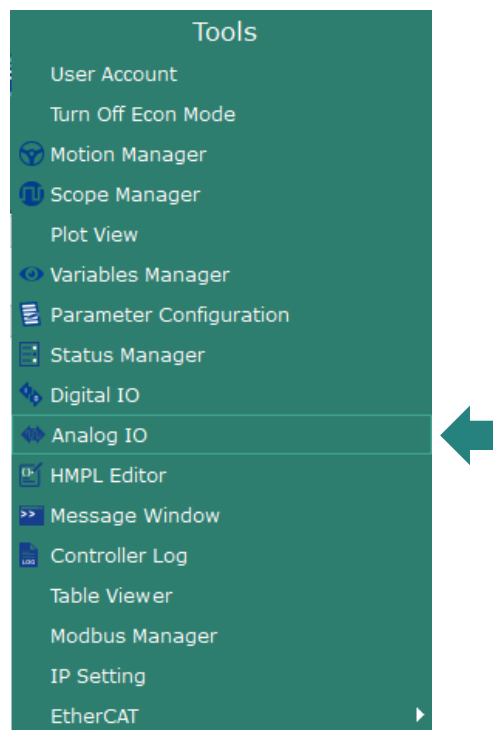 Tools
User Account
Turn Off Econ Mode
Motion Manager
Scope Manager
Plot View
Variables Manager
Parameter Configuration
Status Manager
Digital IO
Analog IO
HMPL Editor
Message Window
LOG
Controller Log
Table Viewer
Modbus Manager
IP Setting
EtherCAT